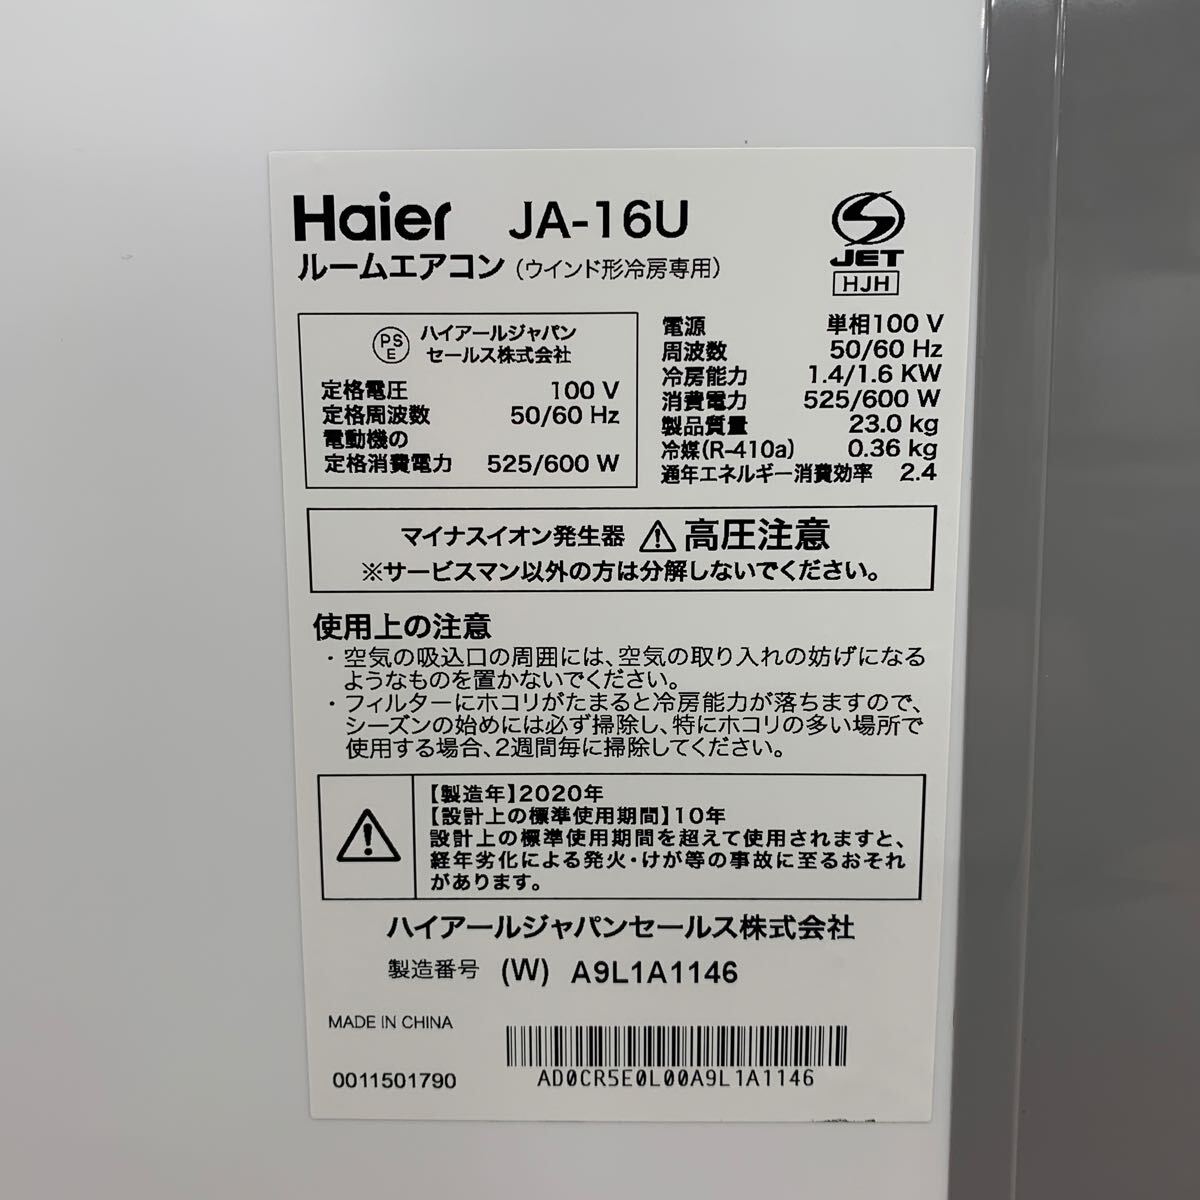 Haier JA-16U
ルームエアコン (ウインド形冷房専用)
S
JET
HJH
PS
E
ハイアールジャパン
セールス株式会社
定格電圧 100 V
定格周波数 50/60 Hz
電動機の
定格消費電力 525/600 W
電源 単相100 V
周波数 50/60 Hz
冷房能力 1.4/1.6 KW
消費電力 525/600 W
製品質量 23.0 kg
冷媒(R-410a) 0.36 kg
通年エネルギー消費効率 2.4
マイナスイオン発生器 ⚠ 高圧注意
※サービスマン以外の方は分解しないでください。
使用上の注意
・空気の吸込口の周囲には、空気の取り入れの妨げになる
ようなものを置かないでください。
・フィルターにホコリがたまると冷房能力が落ちますので、
シーズンの始めには必ず掃除し、特にホコリの多い場所で
使用する場合、2週間毎に掃除してください。
【製造年】2020年
【設計上の標準使用期間】10年
設計上の標準使用期間を超えて使用されますと、
経年劣化による発火・けが等の事故に至るおそれ
があります。
ハイアールジャパンセールス株式会社
製造番号 (W) A9L1A1146
MADE IN CHINA
0011501790
AD0CR5E0L00A9L1A1146